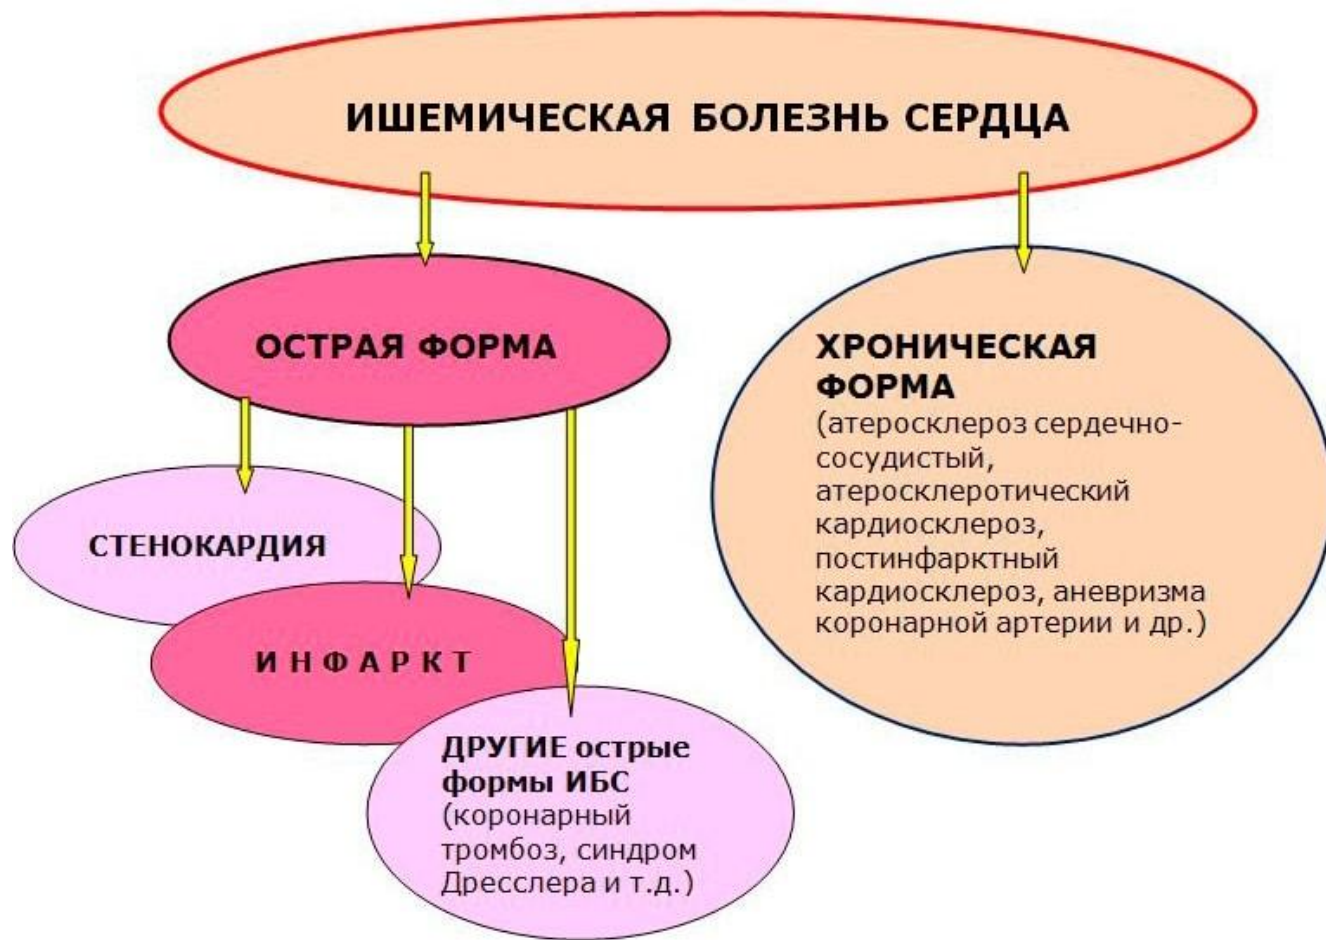 ИШЕМИЧЕСКАЯ БОЛЕЗНЬ СЕРДЦА
ОСТРАЯ ФОРМА
СТЕНОКАРДИЯ
ИНФАРКТ
ДРУГИЕ острые
формы ИБС
(коронарный
тромбоз, синдром
Дресслера и т.д.)
ХРОНИЧЕСКАЯ
ФОРМА
(атеросклероз сердечно-
сосудистый,
атеросклеротический
кардиосклероз,
постинфарктный
кардиосклероз, аневризма
коронарной артерии и др.)